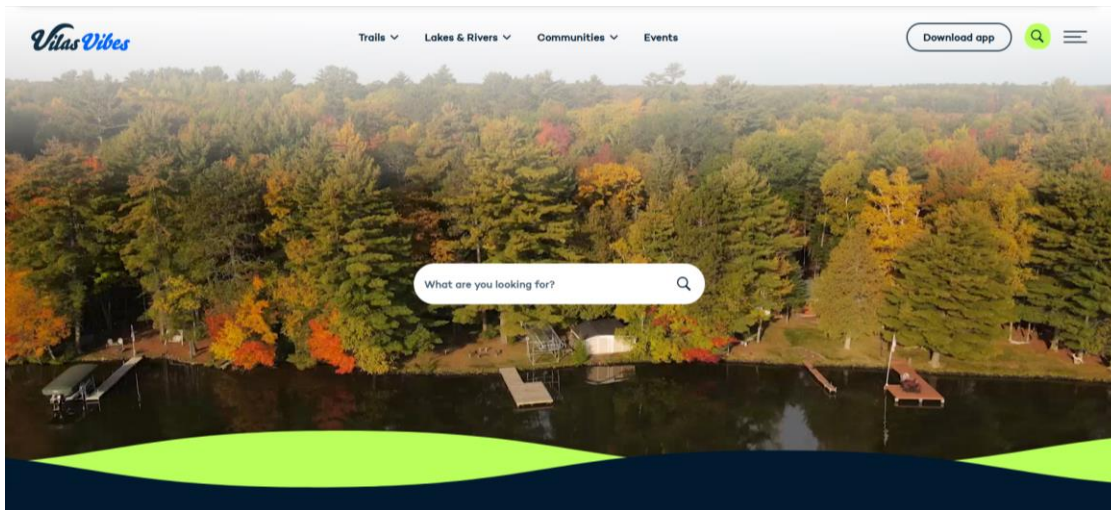 Vilas Vibes
Trails
Lakes & Rivers
Communities
Events
Download app
What are you looking for?